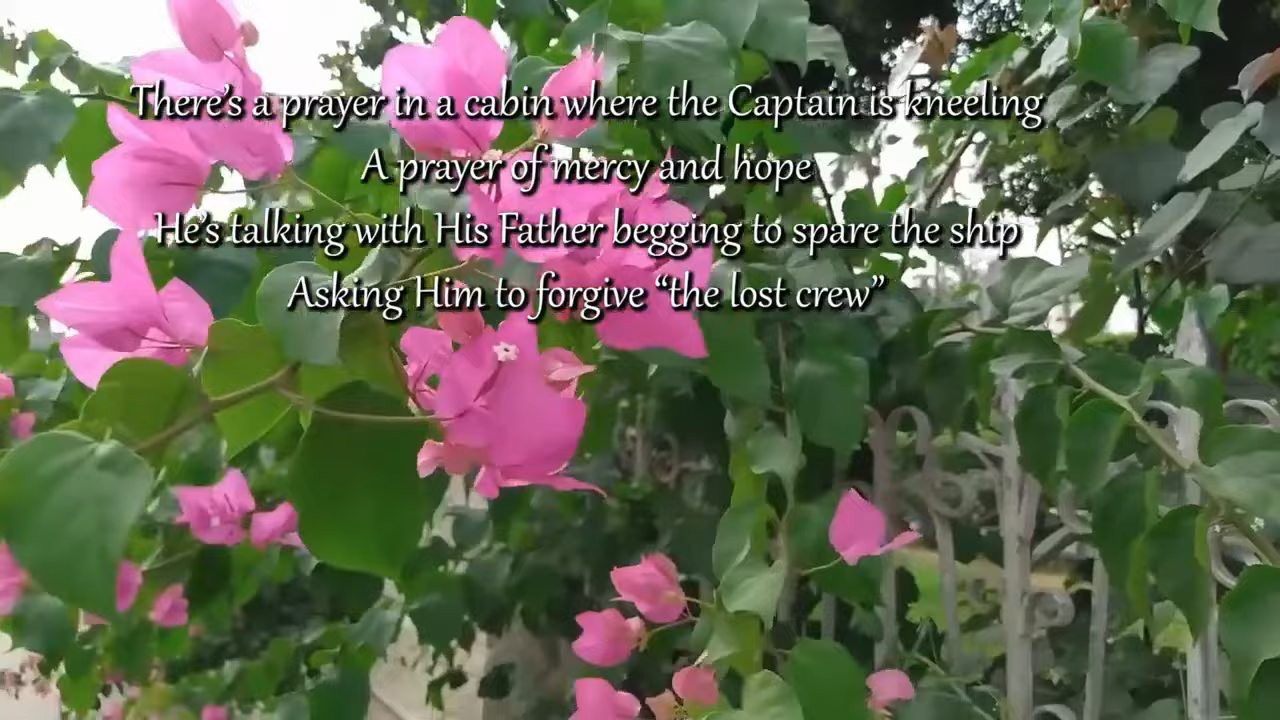 There's a prayer in a cabin where the Captain is kneeling
A prayer of mercy and hope
He's talking with His Father begging to spare the ship
Asking Him to forgive “the lost crew”